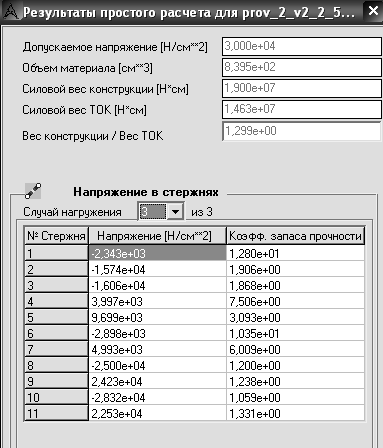 Результаты простого расчета для prov_2_v2_2_5...
Допускаемое напряжение [Н/см**2] 3,000e+04
Объем материала [см**3] 8,395e+02
Силовой вес конструкции [Н*см] 1,900e+07
Силовой вес ТОК [Н*см] 1,463e+07
Вес конструкции / Вес ТОК 1,299e+00
Напряжение в стержнях
Случай нагружения 3 из 3
№ Стержня Напряжение [Н/см**2] Коэфф. запаса прочности
1 -2,343e+03 1,280e+01
2 -1,574e+04 1,906e+00
3 -1,606e+04 1,868e+00
4 3,997e+03 7,506e+00
5 9,699e+03 3,093e+00
6 -2,898e+03 1,035e+01
7 4,993e+03 6,009e+00
8 -2,500e+04 1,200e+00
9 2,423e+04 1,238e+00
10 -2,832e+04 1,059e+00
11 2,253e+04 1,331e+00